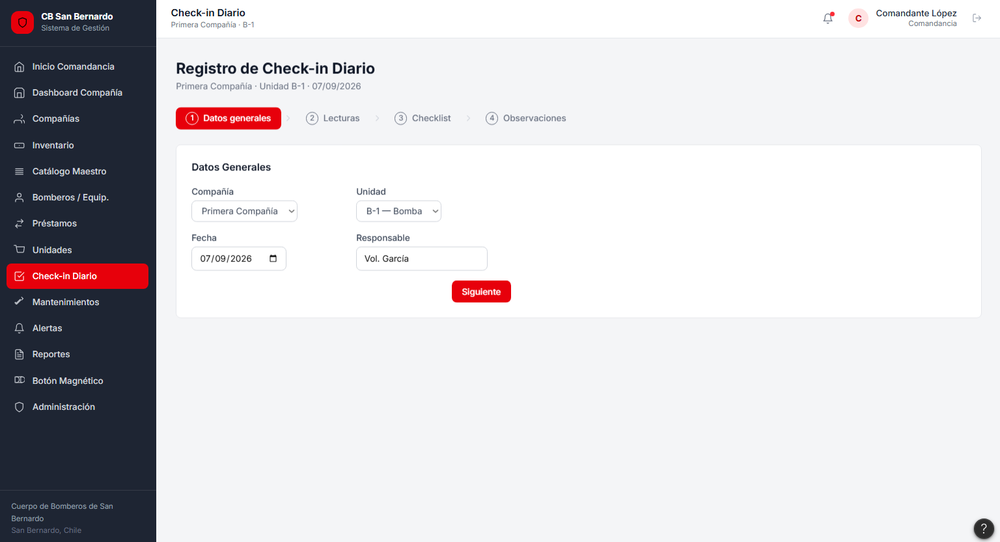 CB San Bernardo
Sistema de Gestión
Inicio Comandancia
Dashboard Compañía
Compañías
Inventario
Catálogo Maestro
Bomberos / Equip.
Préstamos
Unidades
Check-in Diario
Mantenimientos
Alertas
Reportes
Botón Magnético
Administración
Cuerpo de Bomberos de San
Bernardo
San Bernardo, Chile
Check-in Diario
Primera Compañía · B-1
C
Comandante López
Comandancia
Registro de Check-in Diario
Primera Compañía · Unidad B-1 · 07/09/2026
1 Datos generales
2 Lecturas
3 Checklist
4 Observaciones
Datos Generales
Compañía
Primera Compañía
Unidad
B-1 — Bomba
Fecha
07/09/2026
Responsable
Vol. García
Siguiente
?